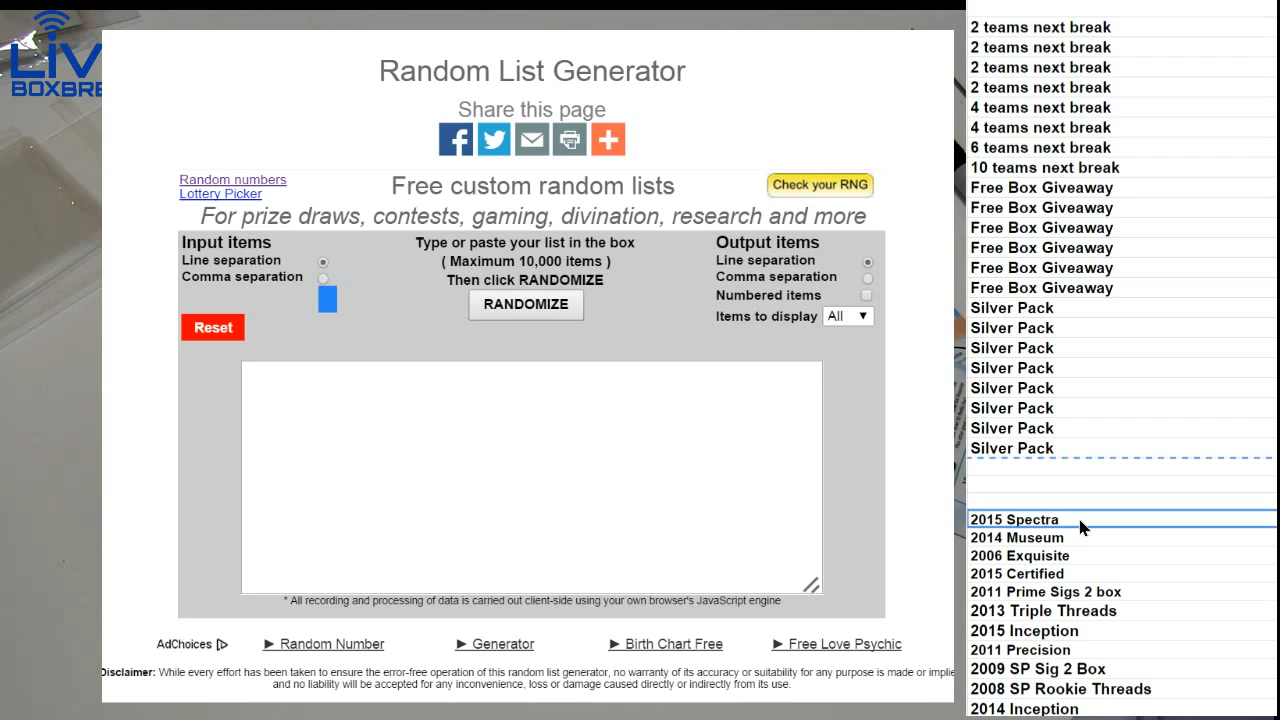 LIV
BOXBRE
Random List Generator
Share this page
Random numbers
Lottery Picker
Free custom random lists
Check your RNG
For prize draws, contests, gaming, divination, research and more
Input items
Line separation
Comma separation
Reset
Type or paste your list in the box
( Maximum 10,000 items )
Then click RANDOMIZE
RANDOMIZE
Output items
Line separation
Comma separation
Numbered items
Items to display All
* All recording and processing of data is carried out client-side using your own browser's JavaScript engine
AdChoices
Random Number
Generator
Birth Chart Free
Free Love Psychic
Disclaimer: While every effort has been taken to ensure the error-free operation of this random list generator, no warranty of its accuracy or suitability for any purpose is made or implie
and no liability will be accepted for any inconvenience, loss or damage caused directly or indirectly from its use.
2 teams next break
2 teams next break
2 teams next break
2 teams next break
4 teams next break
4 teams next break
6 teams next break
10 teams next break
Free Box Giveaway
Free Box Giveaway
Free Box Giveaway
Free Box Giveaway
Free Box Giveaway
Free Box Giveaway
Silver Pack
Silver Pack
Silver Pack
Silver Pack
Silver Pack
Silver Pack
Silver Pack
Silver Pack
2015 Spectra
2014 Museum
2006 Exquisite
2015 Certified
2011 Prime Sigs 2 box
2013 Triple Threads
2015 Inception
2011 Precision
2009 SP Sig 2 Box
2008 SP Rookie Threads
2014 Inception